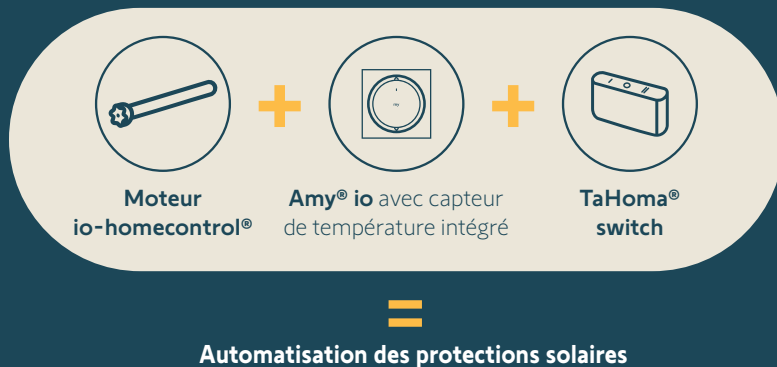 Moteur
io-homecontrol®
Amy® io avec capteur
de température intégré
TaHoma®
switch
Automatisation des protections solaires